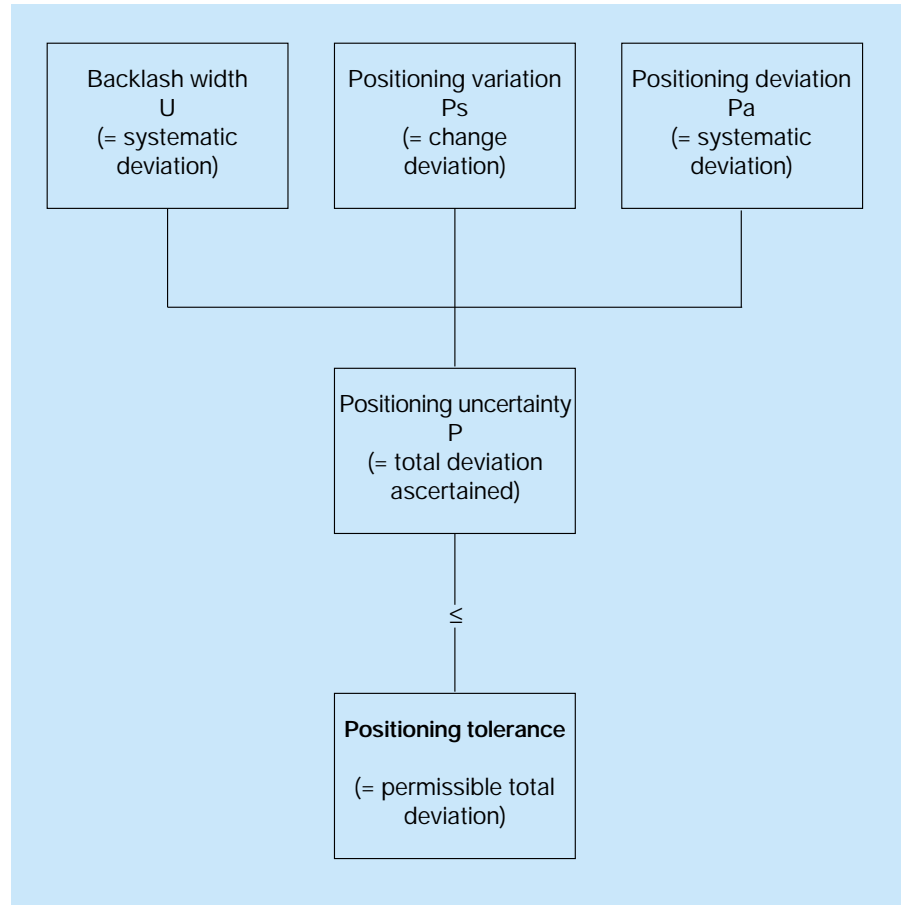 Backlash width
U
(= systematic
deviation)
Positioning variation
Ps
(= change
deviation)
Positioning deviation
Pa
(= systematic
deviation)
Positioning uncertainty
P
(= total deviation
ascertained)
≤
Positioning tolerance
(= permissible total
deviation)